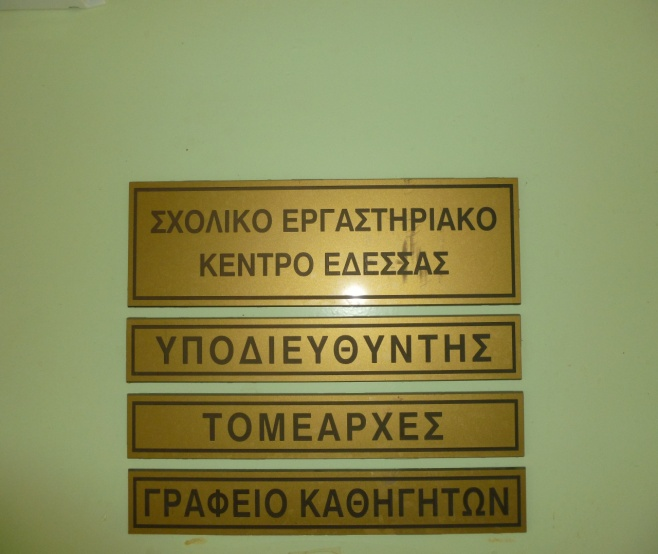 ΣΧΟΛΙΚΟ ΕΡΓΑΣΤΗΡΙΑΚΟ
ΚΕΝΤΡΟ ΕΔΕΣΣΑΣ
ΥΠΟΔΙΕΥΘΥΝΤΗΣ
ΤΟΜΕΑΡΧΕΣ
ΓΡΑΦΕΙΟ ΚΑΘΗΓΗΤΩΝ